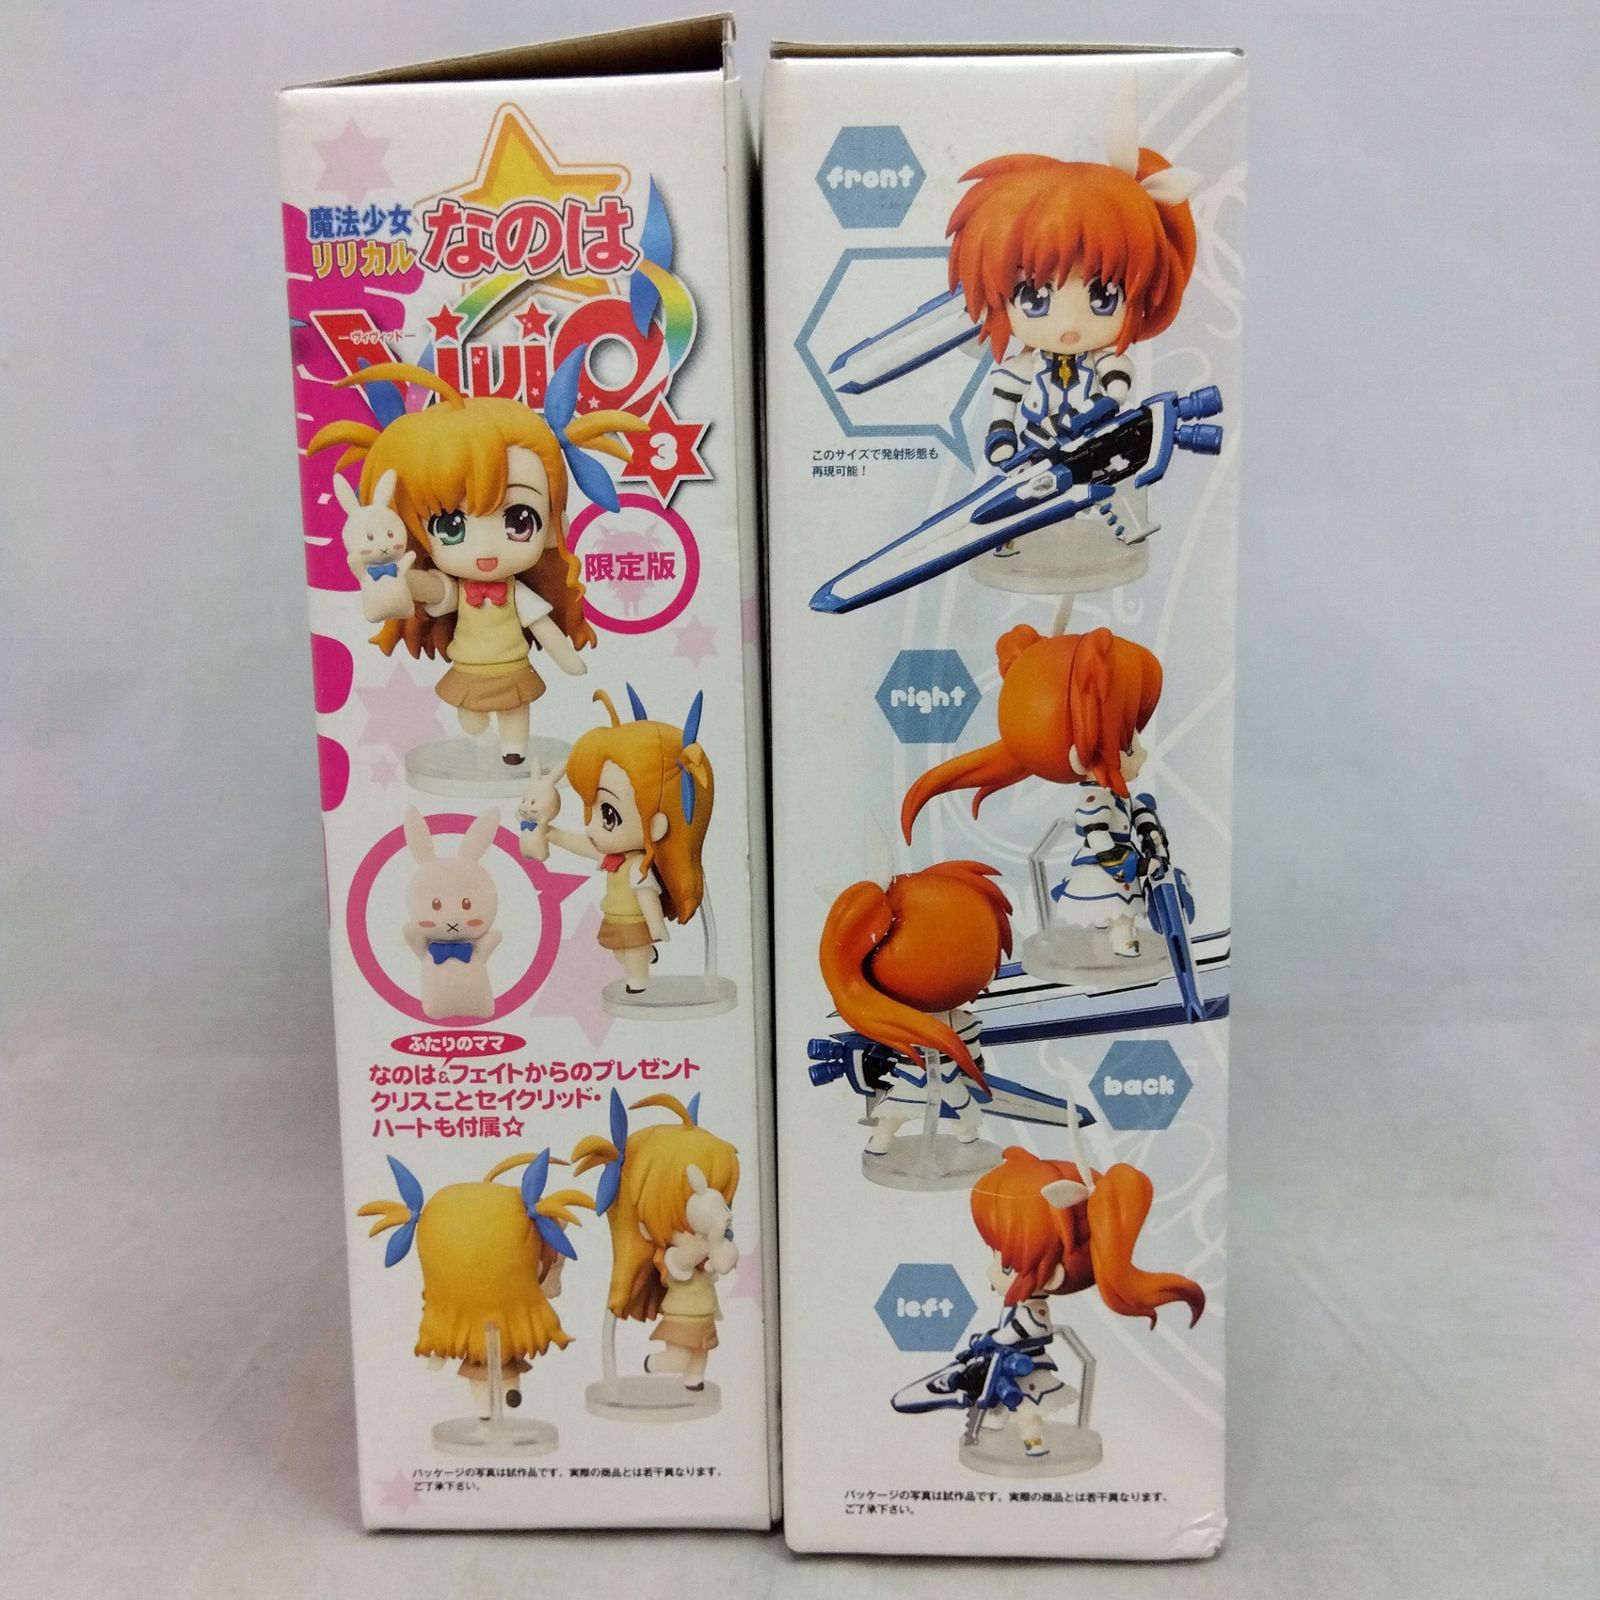 魔法少女
リリカル
なのは
ーヴィヴィッドー
ViViD
3
限定版
ふたりのママ
なのは&フェイトからのプレゼント
クリスことセイクリッド・
ハートも付属☆
パッケージの写真は試作品です。実際の商品とは若干異なります。
ご了承下さい。
front
このサイズで発射形態も
再現可能！
right
back
left
パッケージの写真は試作品です。実際の商品とは若干異なります。
ご了承下さい。